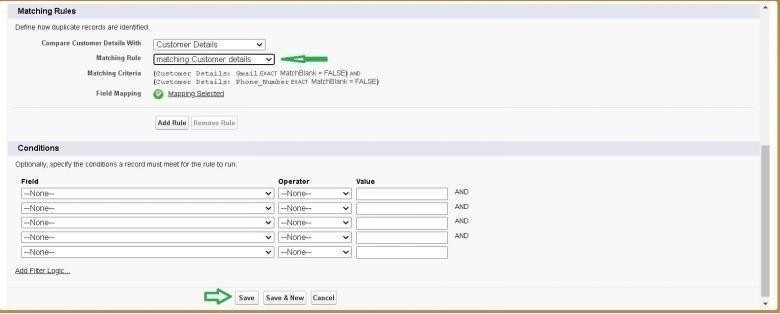 Matching Rules
Define how duplicate records are identified.
Compare Customer Details With Customer Details
Matching Rule matching Customer details
Matching Criteria (Customer Details: Gmail EXACT MatchBlank = FALSE) AND
(Customer Details: Phone_Number EXACT MatchBlank = FALSE)
Field Mapping Mapping Selected
Add Rule Remove Rule
Conditions
Optionally, specify the conditions a record must meet for the rule to run.
Field Operator Value
--None-- --None-- AND
--None-- --None-- AND
--None-- --None-- AND
--None-- --None-- AND
--None-- --None--
Add Filter Logic...
Save Save & New Cancel